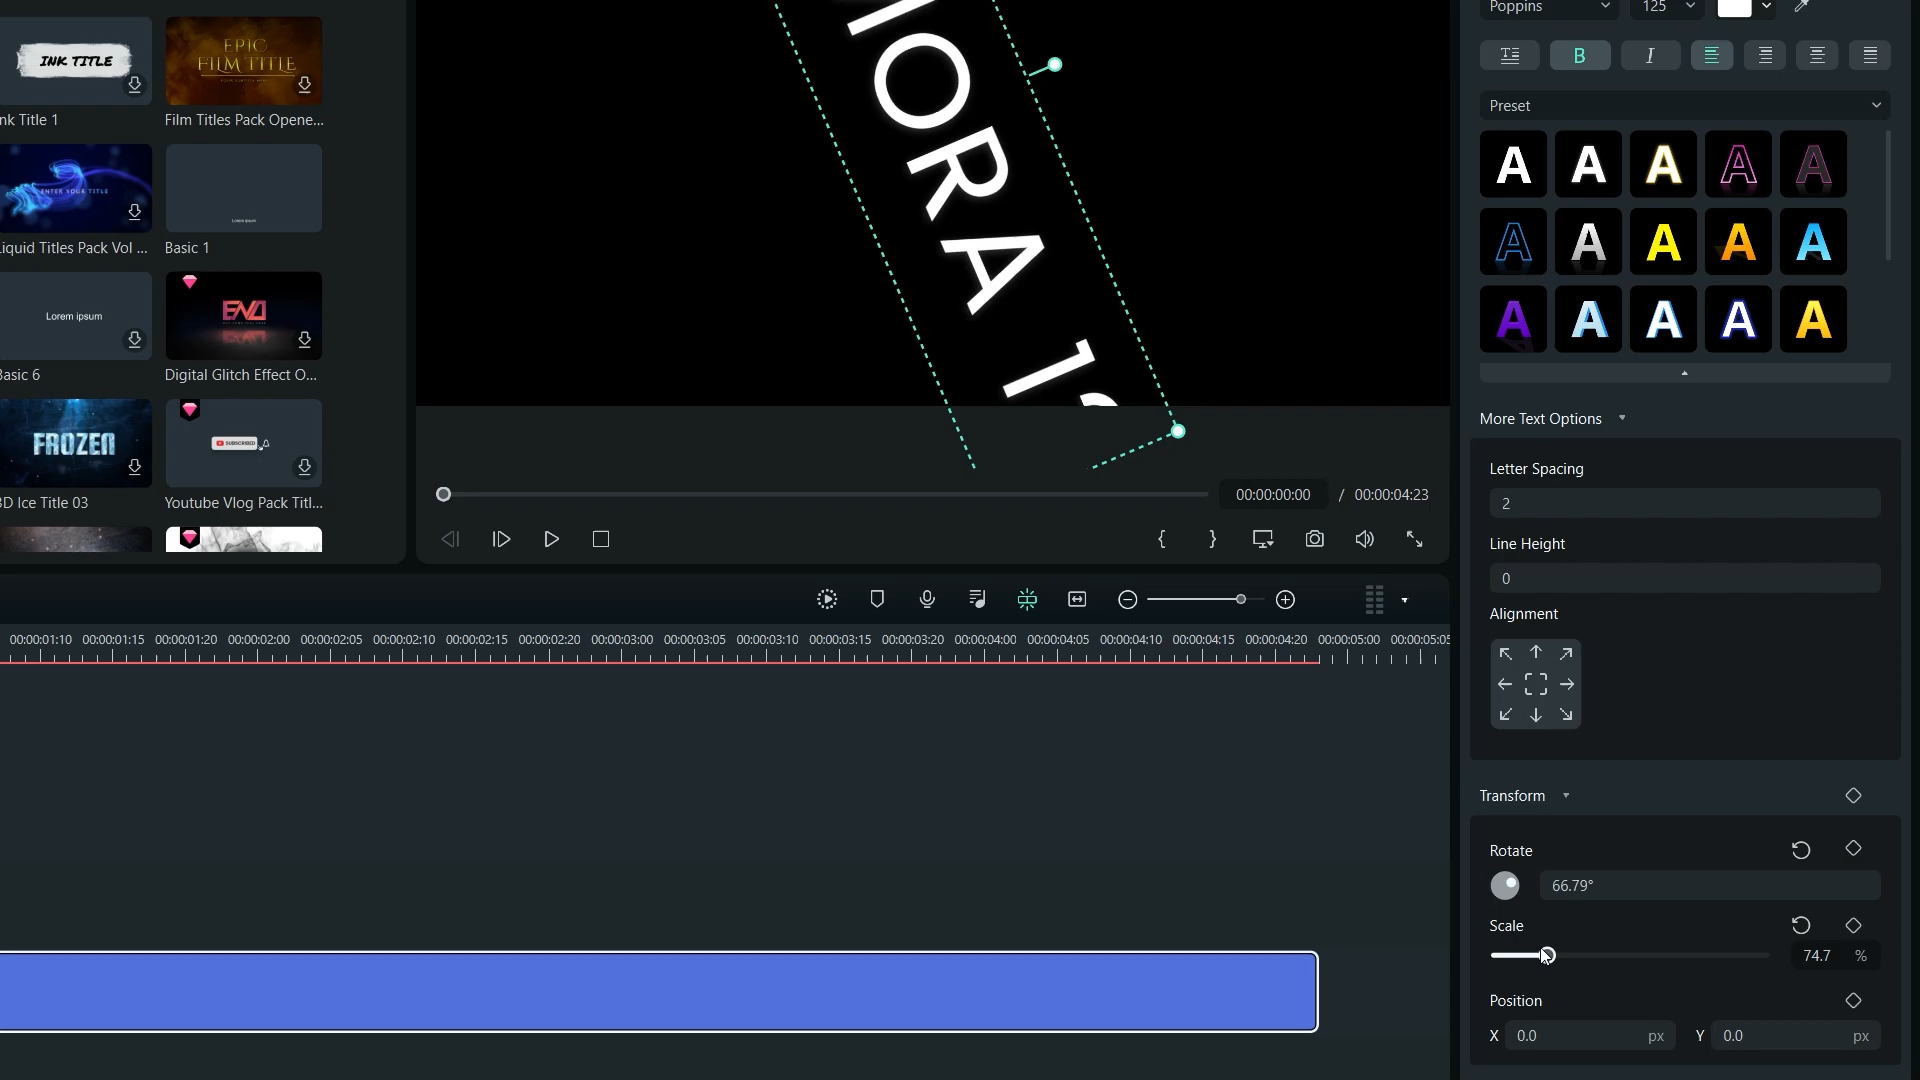 INK TITLE
EPIC
FILM TITLE
nk Title 1
Film Titles Pack Opene...
ENTER YOUR TITLE
Lorem ipsum
iquid Titles Pack Vol ...
Basic 1
Lorem ipsum
END
asic 6
Digital Glitch Effect O...
FROZEN
SUBSCRIBED
3D Ice Title 03
Youtube Vlog Pack Titl...
IORA 1
00:00:00:00 / 00:00:04:23
00:00:01:10 00:00:01:15 00:00:01:20 00:00:02:00 00:00:02:05 00:00:02:10 00:00:02:15 00:00:02:20 00:00:03:00 00:00:03:05 00:00:03:10 00:00:03:15 00:00:03:20 00:00:04:00 00:00:04:05 00:00:04:10 00:00:04:15 00:00:04:20 00:00:05:00 00:00:05:05
Poppins 125
B I
Preset
A A A A A
A A A A A
A A A A A
More Text Options
Letter Spacing
2
Line Height
0
Alignment
Transform
Rotate
66.79°
Scale
74.7 %
Position
X 0.0 px Y 0.0 px